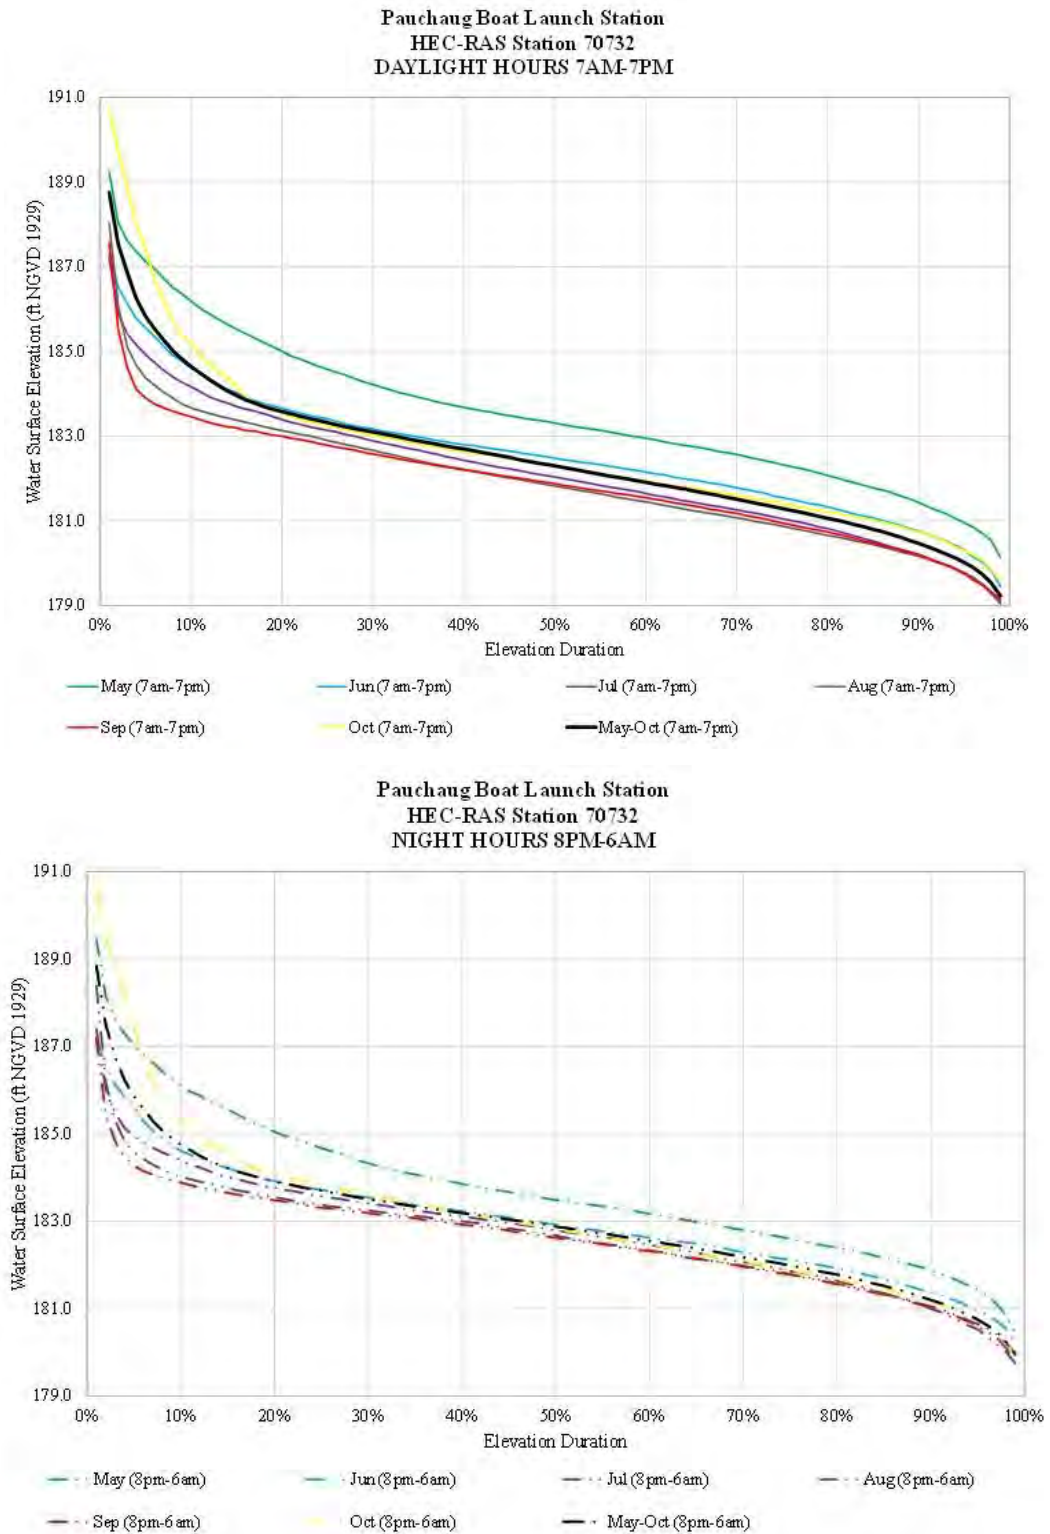 Pauchaug Boat Launch Station
HEC-RAS Station 70732
DAYLIGHT HOURS 7AM-7PM
191.0
189.0
187.0
185.0
183.0
181.0
179.0
Water Surface Elevation (ft NGVD 1929)
0% 10% 20% 30% 40% 50% 60% 70% 80% 90% 100%
Elevation Duration
May (7am-7pm) Jun (7am-7pm) Jul (7am-7pm) Aug (7am-7pm)
Sep (7am-7pm) Oct (7am-7pm) May-Oct (7am-7pm)
Pauchaug Boat Launch Station
HEC-RAS Station 70732
NIGHT HOURS 8PM-6AM
191.0
189.0
187.0
185.0
183.0
181.0
179.0
Water Surface Elevation (ft NGVD 1929)
0% 10% 20% 30% 40% 50% 60% 70% 80% 90% 100%
Elevation Duration
May (8pm-6am) Jun (8pm-6am) Jul (8pm-6am) Aug (8pm-6am)
Sep (8pm-6am) Oct (8pm-6am) May-Oct (8pm-6am)